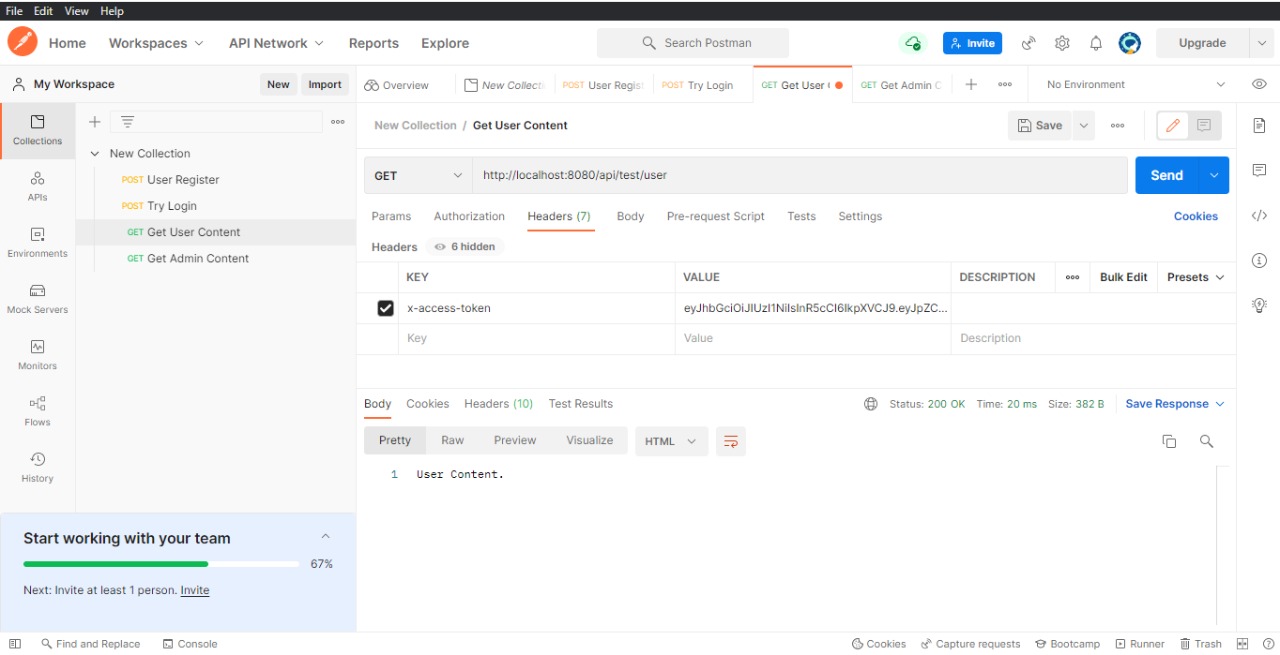 File Edit View Help
Home Workspaces API Network Reports Explore Search Postman Invite Upgrade
My Workspace New Import Overview New Collecti POST User Regis POST Try Login GET Get User GET Get Admin C No Environment
Collections
APIs
Environments
Mock Servers
Monitors
Flows
History
New Collection
POST User Register
POST Try Login
GET Get User Content
GET Get Admin Content
New Collection / Get User Content Save
GET http://localhost:8080/api/test/user Send
Params Authorization Headers (7) Body Pre-request Script Tests Settings Cookies
Headers 6 hidden
KEY VALUE DESCRIPTION Bulk Edit Presets
x-access-token eyJhbGciOiJIUzI1NiIsInR5cCI6IkpXVCJ9.eyJpZC...
Key Value Description
Body Cookies Headers (10) Test Results Status: 200 OK Time: 20 ms Size: 382 B Save Response
Pretty Raw Preview Visualize HTML
1 User Content.
Start working with your team
67%
Next: Invite at least 1 person. Invite
Find and Replace Console Cookies Capture requests Bootcamp Runner Trash